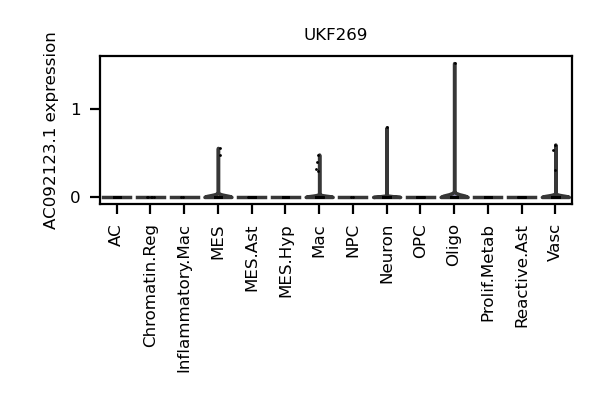 UKF269
AC092123.1 expression
1
0
AC
Chromatin.Reg
Inflammatory.Mac
MES
MES.Ast
MES.Hyp
Mac
NPC
Neuron
OPC
Oligo
Prolif.Metab
Reactive.Ast
Vasc